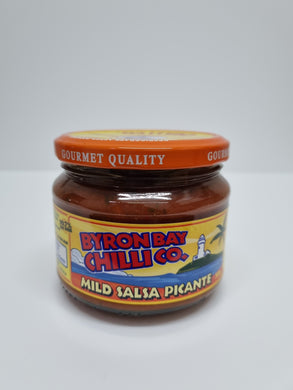 GOURMET QUALITY
BYRON BAY
CHILLI CO.
MILD SALSA PICANTE